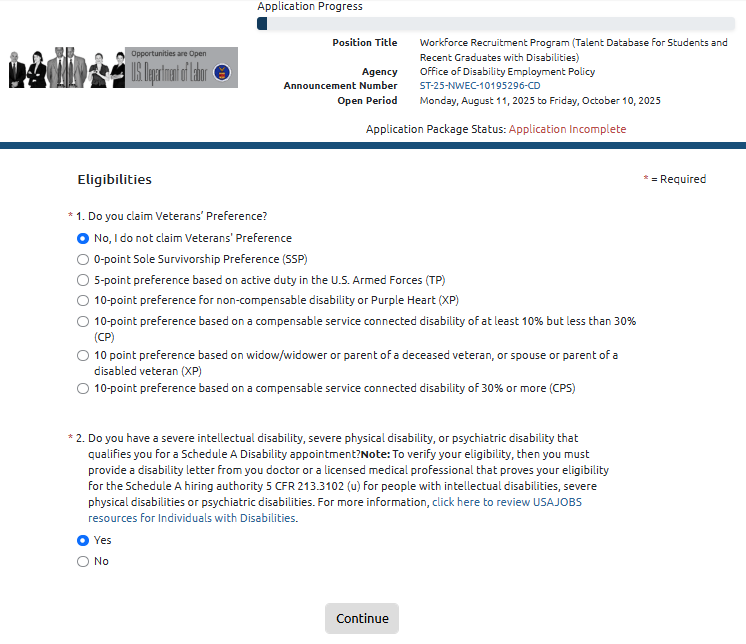 Application Progress
Opportunities are Open
U.S. Department of Labor
Position Title Workforce Recruitment Program (Talent Database for Students and
Recent Graduates with Disabilities)
Agency Office of Disability Employment Policy
Announcement Number ST-25-NWEC-10195296-CD
Open Period Monday, August 11, 2025 to Friday, October 10, 2025
Application Package Status: Application Incomplete
Eligibilities
* = Required
* 1. Do you claim Veterans' Preference?
No, I do not claim Veterans' Preference
0-point Sole Survivorship Preference (SSP)
5-point preference based on active duty in the U.S. Armed Forces (TP)
10-point preference for non-compensable disability or Purple Heart (XP)
10-point preference based on a compensable service connected disability of at least 10% but less than 30%
(CP)
10 point preference based on widow/widower or parent of a deceased veteran, or spouse or parent of a
disabled veteran (XP)
10-point preference based on a compensable service connected disability of 30% or more (CPS)
* 2. Do you have a severe intellectual disability, severe physical disability, or psychiatric disability that
qualifies you for a Schedule A Disability appointment?Note: To verify your eligibility, then you must
provide a disability letter from you doctor or a licensed medical professional that proves your eligibility
for the Schedule A hiring authority 5 CFR 213.3102 (u) for people with intellectual disabilities, severe
physical disabilities or psychiatric disabilities. For more information, click here to review USAJOBS
resources for Individuals with Disabilities.
Yes
No
Continue